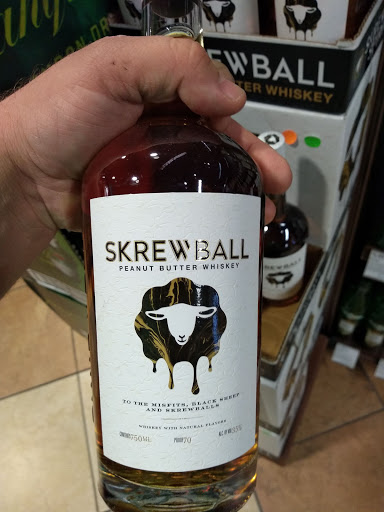 SKREWBALL
PEANUT BUTTER WHISKEY
TO THE MISFITS, BLACK SHEEP
AND SKREWBALLS
WHISKEY WITH NATURAL FLAVORS
750ML
PROOF 70
SKREWBALL
BUTTER WHISKEY
SKREWBALL